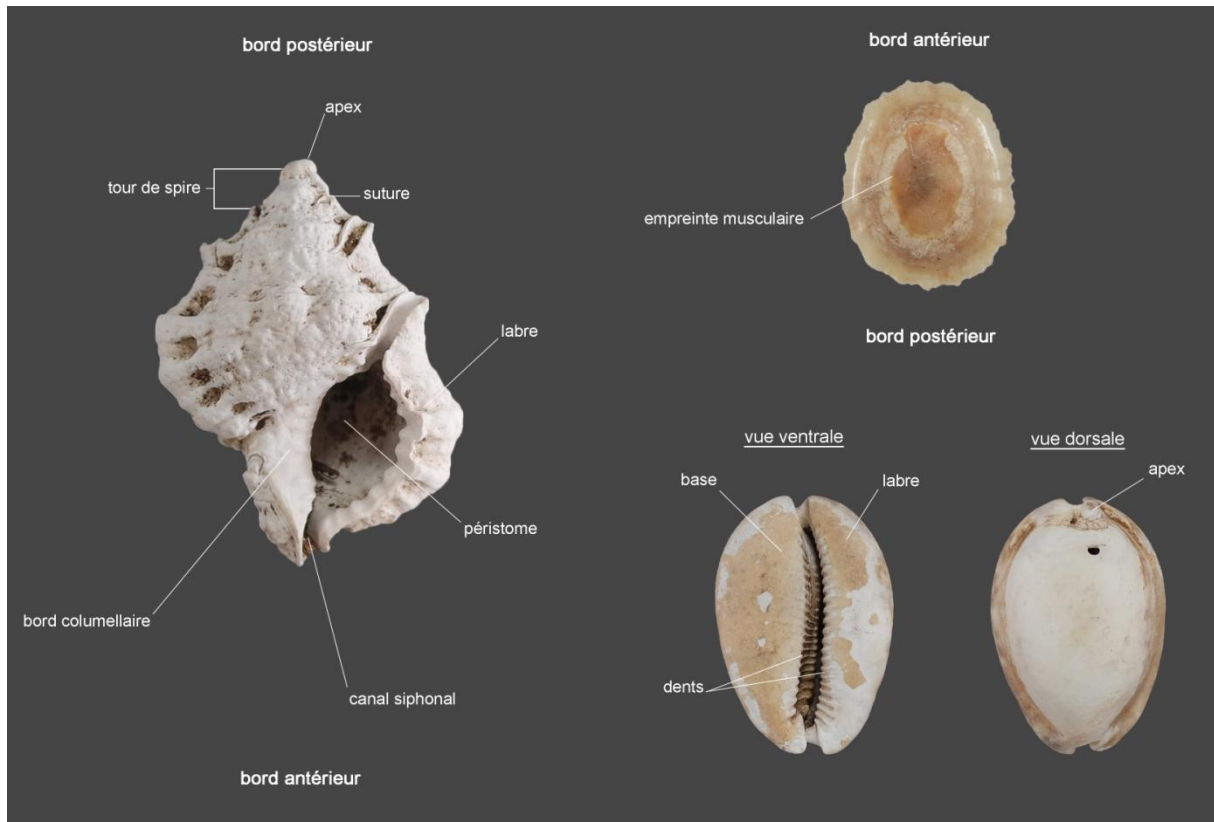 bord postérieur
apex
tour de spire
suture
labre
péristome
bord columellaire
canal siphonal
bord antérieur
bord antérieur
empreinte musculaire
bord postérieur
vue ventrale
base
labre
dents
vue dorsale
apex